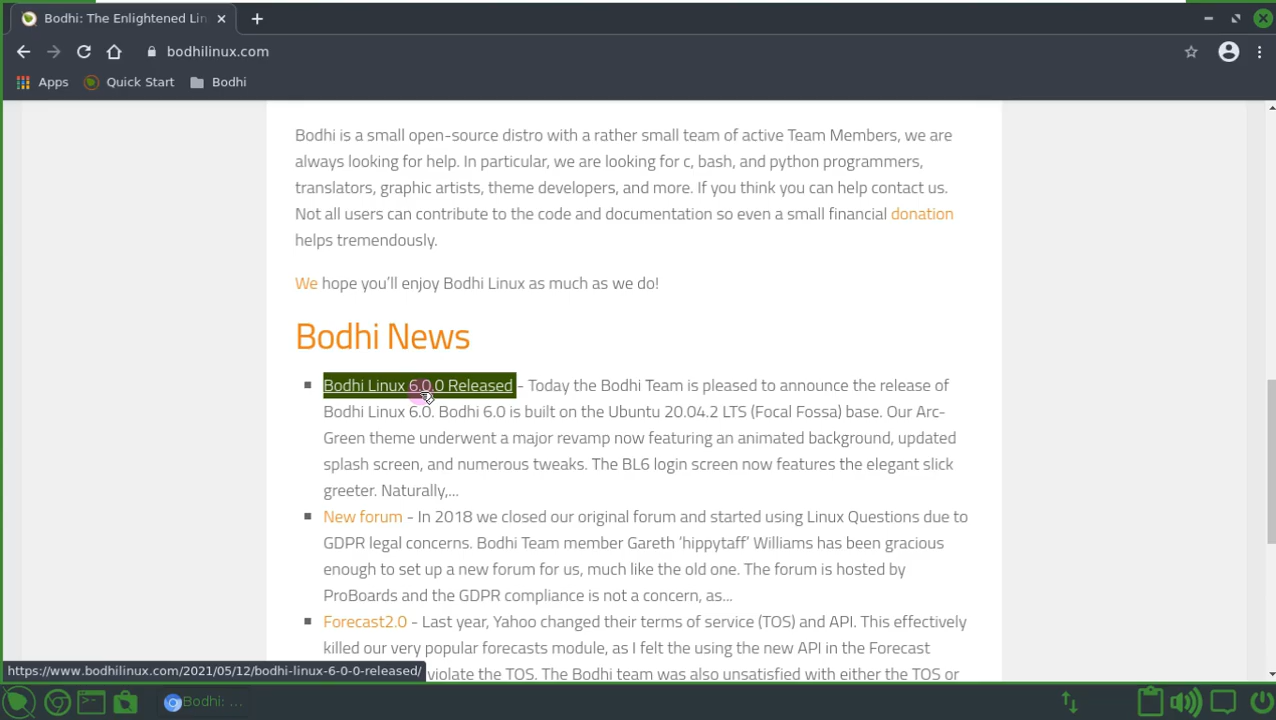 Bodhi: The Enlightened Lin
bodhilinux.com
Apps Quick Start Bodhi
Bodhi is a small open-source distro with a rather small team of active Team Members, we are
always looking for help. In particular, we are looking for c, bash, and python programmers,
translators, graphic artists, theme developers, and more. If you think you can help contact us.
Not all users can contribute to the code and documentation so even a small financial donation
helps tremendously.
We hope you’ll enjoy Bodhi Linux as much as we do!
Bodhi News
Bodhi Linux 6.0.0 Released - Today the Bodhi Team is pleased to announce the release of
Bodhi Linux 6.0. Bodhi 6.0 is built on the Ubuntu 20.04.2 LTS (Focal Fossa) base. Our Arc-
Green theme underwent a major revamp now featuring an animated background, updated
splash screen, and numerous tweaks. The BL6 login screen now features the elegant slick
greeter. Naturally,...
New forum - In 2018 we closed our original forum and started using Linux Questions due to
GDPR legal concerns. Bodhi Team member Gareth ‘hippytaff’ Williams has been gracious
enough to set up a new forum for us, much like the old one. The forum is hosted by
ProBoards and the GDPR compliance is not a concern, as...
Forecast2.0 - Last year, Yahoo changed their terms of service (TOS) and API. This effectively
killed our very popular forecasts module, as I felt the using the new API in the Forecast
violate the TOS. The Bodhi team was also unsatisfied with either the TOS or
https://www.bodhilinux.com/2021/05/12/bodhi-linux-6-0-0-released/
Bodhi: ...